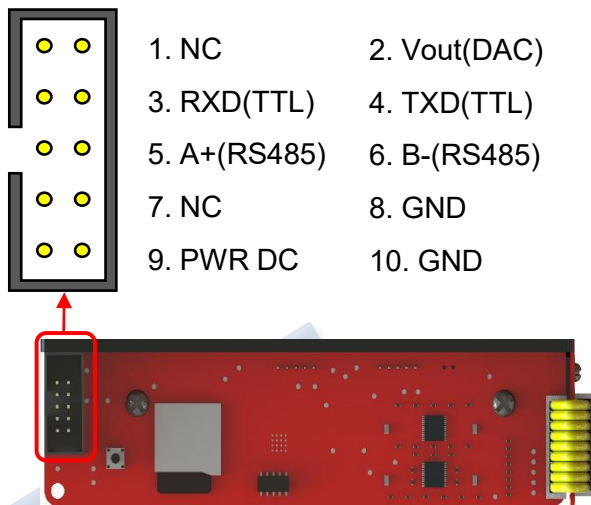 1. NC 2. Vout(DAC)
3. RXD(TTL) 4. TXD(TTL)
5. A+(RS485) 6. B-(RS485)
7. NC 8. GND
9. PWR DC 10. GND